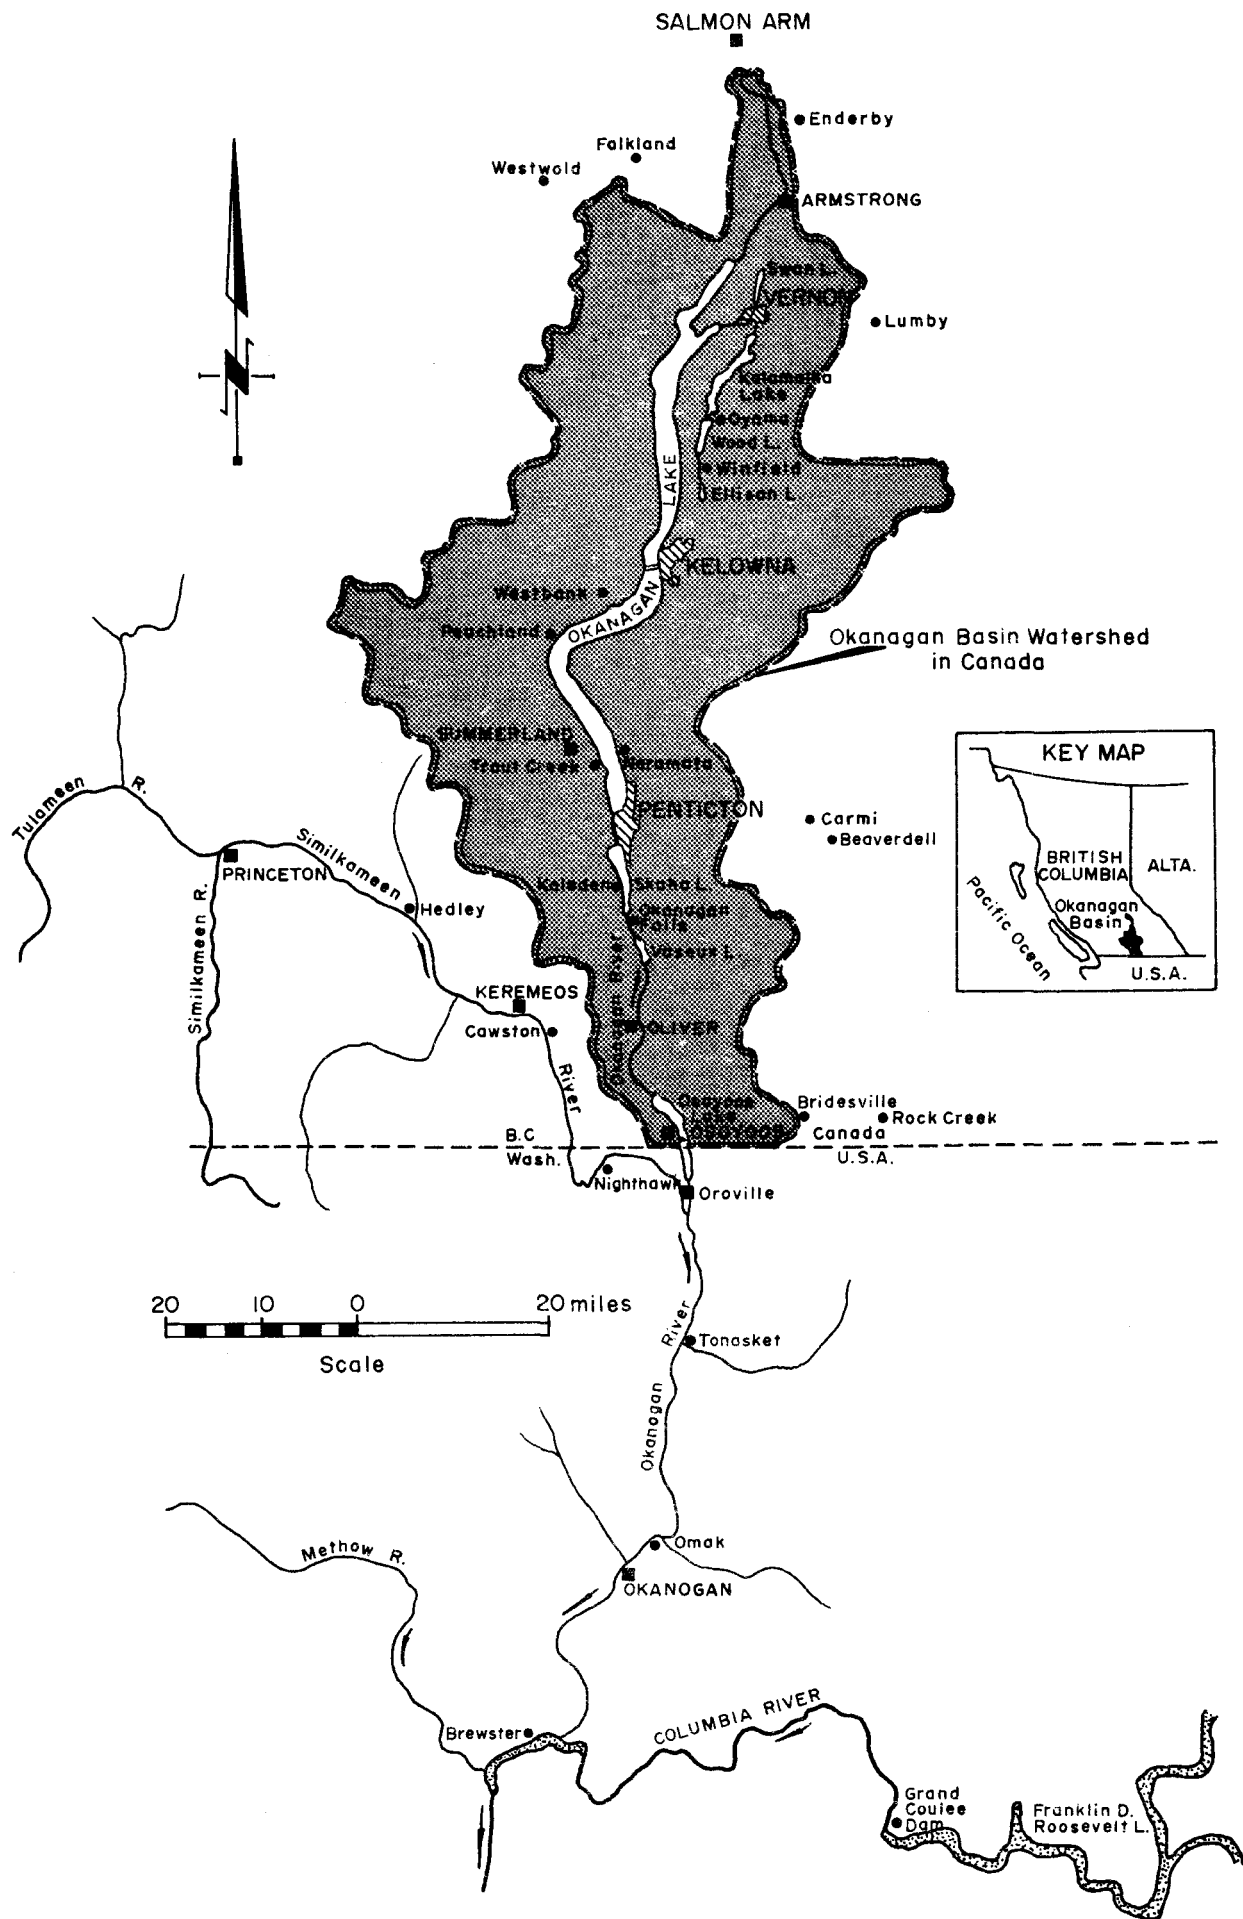 SALMON ARM
Enderby
Falkland
Westwold
ARMSTRONG
Swan L.
VERNON
Lumby
Kalamalka
Lake
Oyama
Wood L.
Winfield
Ellison L.
OKANAGAN LAKE
KELOWNA
Westbank
Peachland
Okanagan Basin Watershed
in Canada
SUMMERLAND
Trout Creek
Naramata
PENTICTON
Carmi
Beaverdell
KEY MAP
BRITISH
COLUMBIA
ALTA.
Okanagan
Basin
Pacific Ocean
U.S.A.
Tulameen R.
PRINCETON
Similkameen
Hedley
Similkameen R.
KEREMEOS
Cawston
River
Kaleden
Skaha L.
Okanagan
Falls
Vaseux L.
Okanagan River
OLIVER
Osoyoos
Lake
OSOYOOS
Bridesville
Rock Creek
B.C
Canada
Wash.
U.S.A.
Nighthawk
Oroville
20 10 0 20 miles
Scale
Tonasket
Okanogan River
Omak
OKANOGAN
Methow R.
Brewster
COLUMBIA RIVER
Grand
Coulee
Dam
Franklin D.
Roosevelt L.